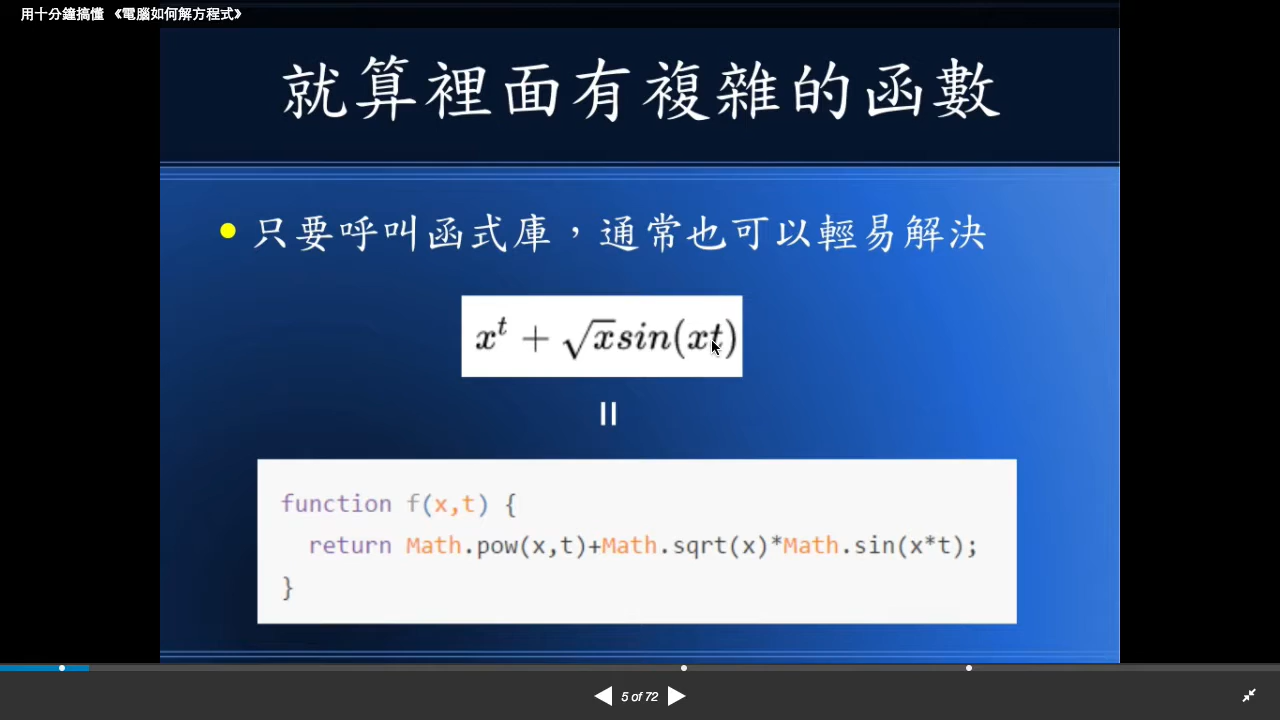 用十分鐘搞懂 《電腦如何解方程式》
就算裡面有複雜的函數
只要呼叫函式庫，通常也可以輕易解決
x^t + √x sin(xt)
=
function f(x,t) {
return Math.pow(x,t)+Math.sqrt(x)*Math.sin(x*t);
}
5 of 72